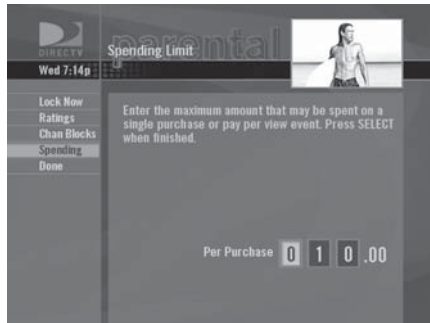 DIRECTV
parental
Spending Limit
Wed 7:14p
Lock Now
Ratings
Chan Blocks
Spending
Done
Enter the maximum amount that may be spent on a
single purchase or pay per view event. Press SELECT
when finished.
Per Purchase 0 1 0 .00